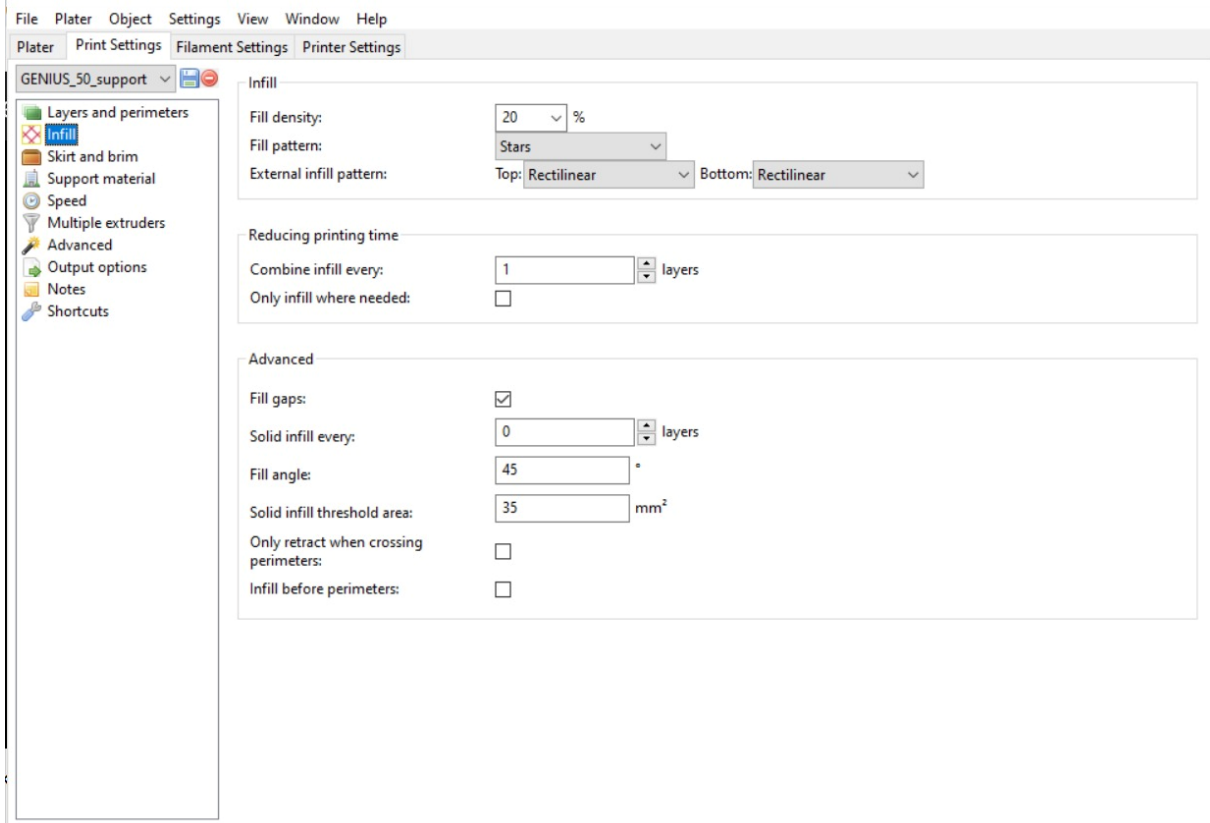 File Plater Object Settings View Window Help
Plater Print Settings Filament Settings Printer Settings
GENIUS_50_support
Layers and perimeters
Infill
Skirt and brim
Support material
Speed
Multiple extruders
Advanced
Output options
Notes
Shortcuts
Infill
Fill density: 20 %
Fill pattern: Stars
External infill pattern: Top: Rectilinear Bottom: Rectilinear
Reducing printing time
Combine infill every: 1 layers
Only infill where needed:
Advanced
Fill gaps:
Solid infill every: 0 layers
Fill angle: 45 °
Solid infill threshold area: 35 mm²
Only retract when crossing
perimeters:
Infill before perimeters: